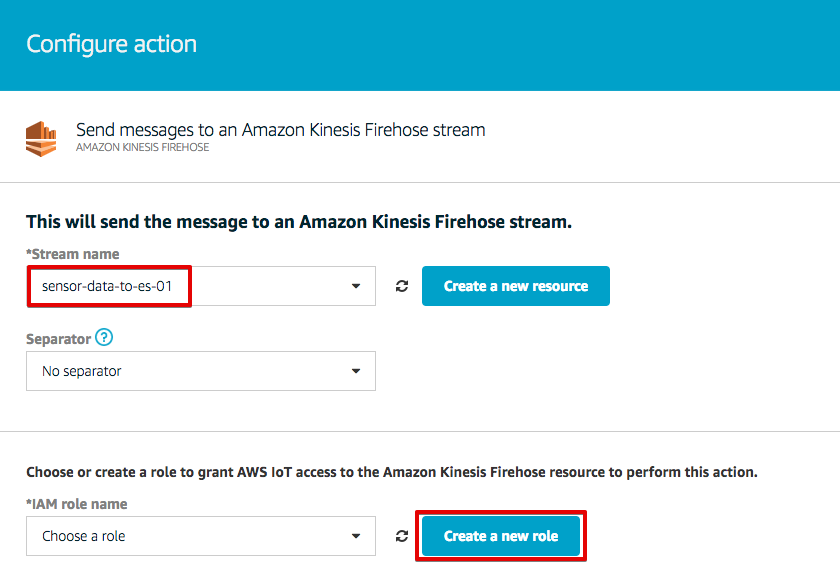 Configure action
Send messages to an Amazon Kinesis Firehose stream
AMAZON KINESIS FIREHOSE
This will send the message to an Amazon Kinesis Firehose stream.
*Stream name
sensor-data-to-es-01
Create a new resource
Separator ?
No separator
Choose or create a role to grant AWS IoT access to the Amazon Kinesis Firehose resource to perform this action.
*IAM role name
Choose a role
Create a new role